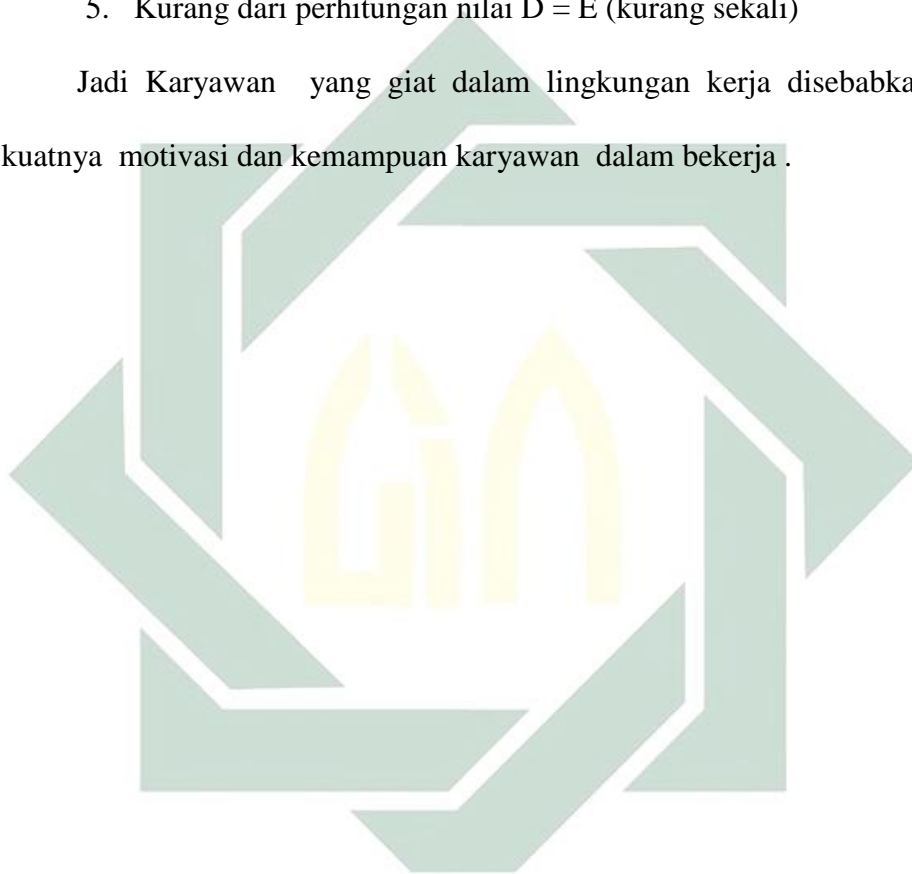 5. Kurang dari perhitungan nilai D = E (kurang sekali)
Jadi Karyawan yang giat dalam lingkungan kerja disebabka
kuatnya motivasi dan kemampuan karyawan dalam bekerja .